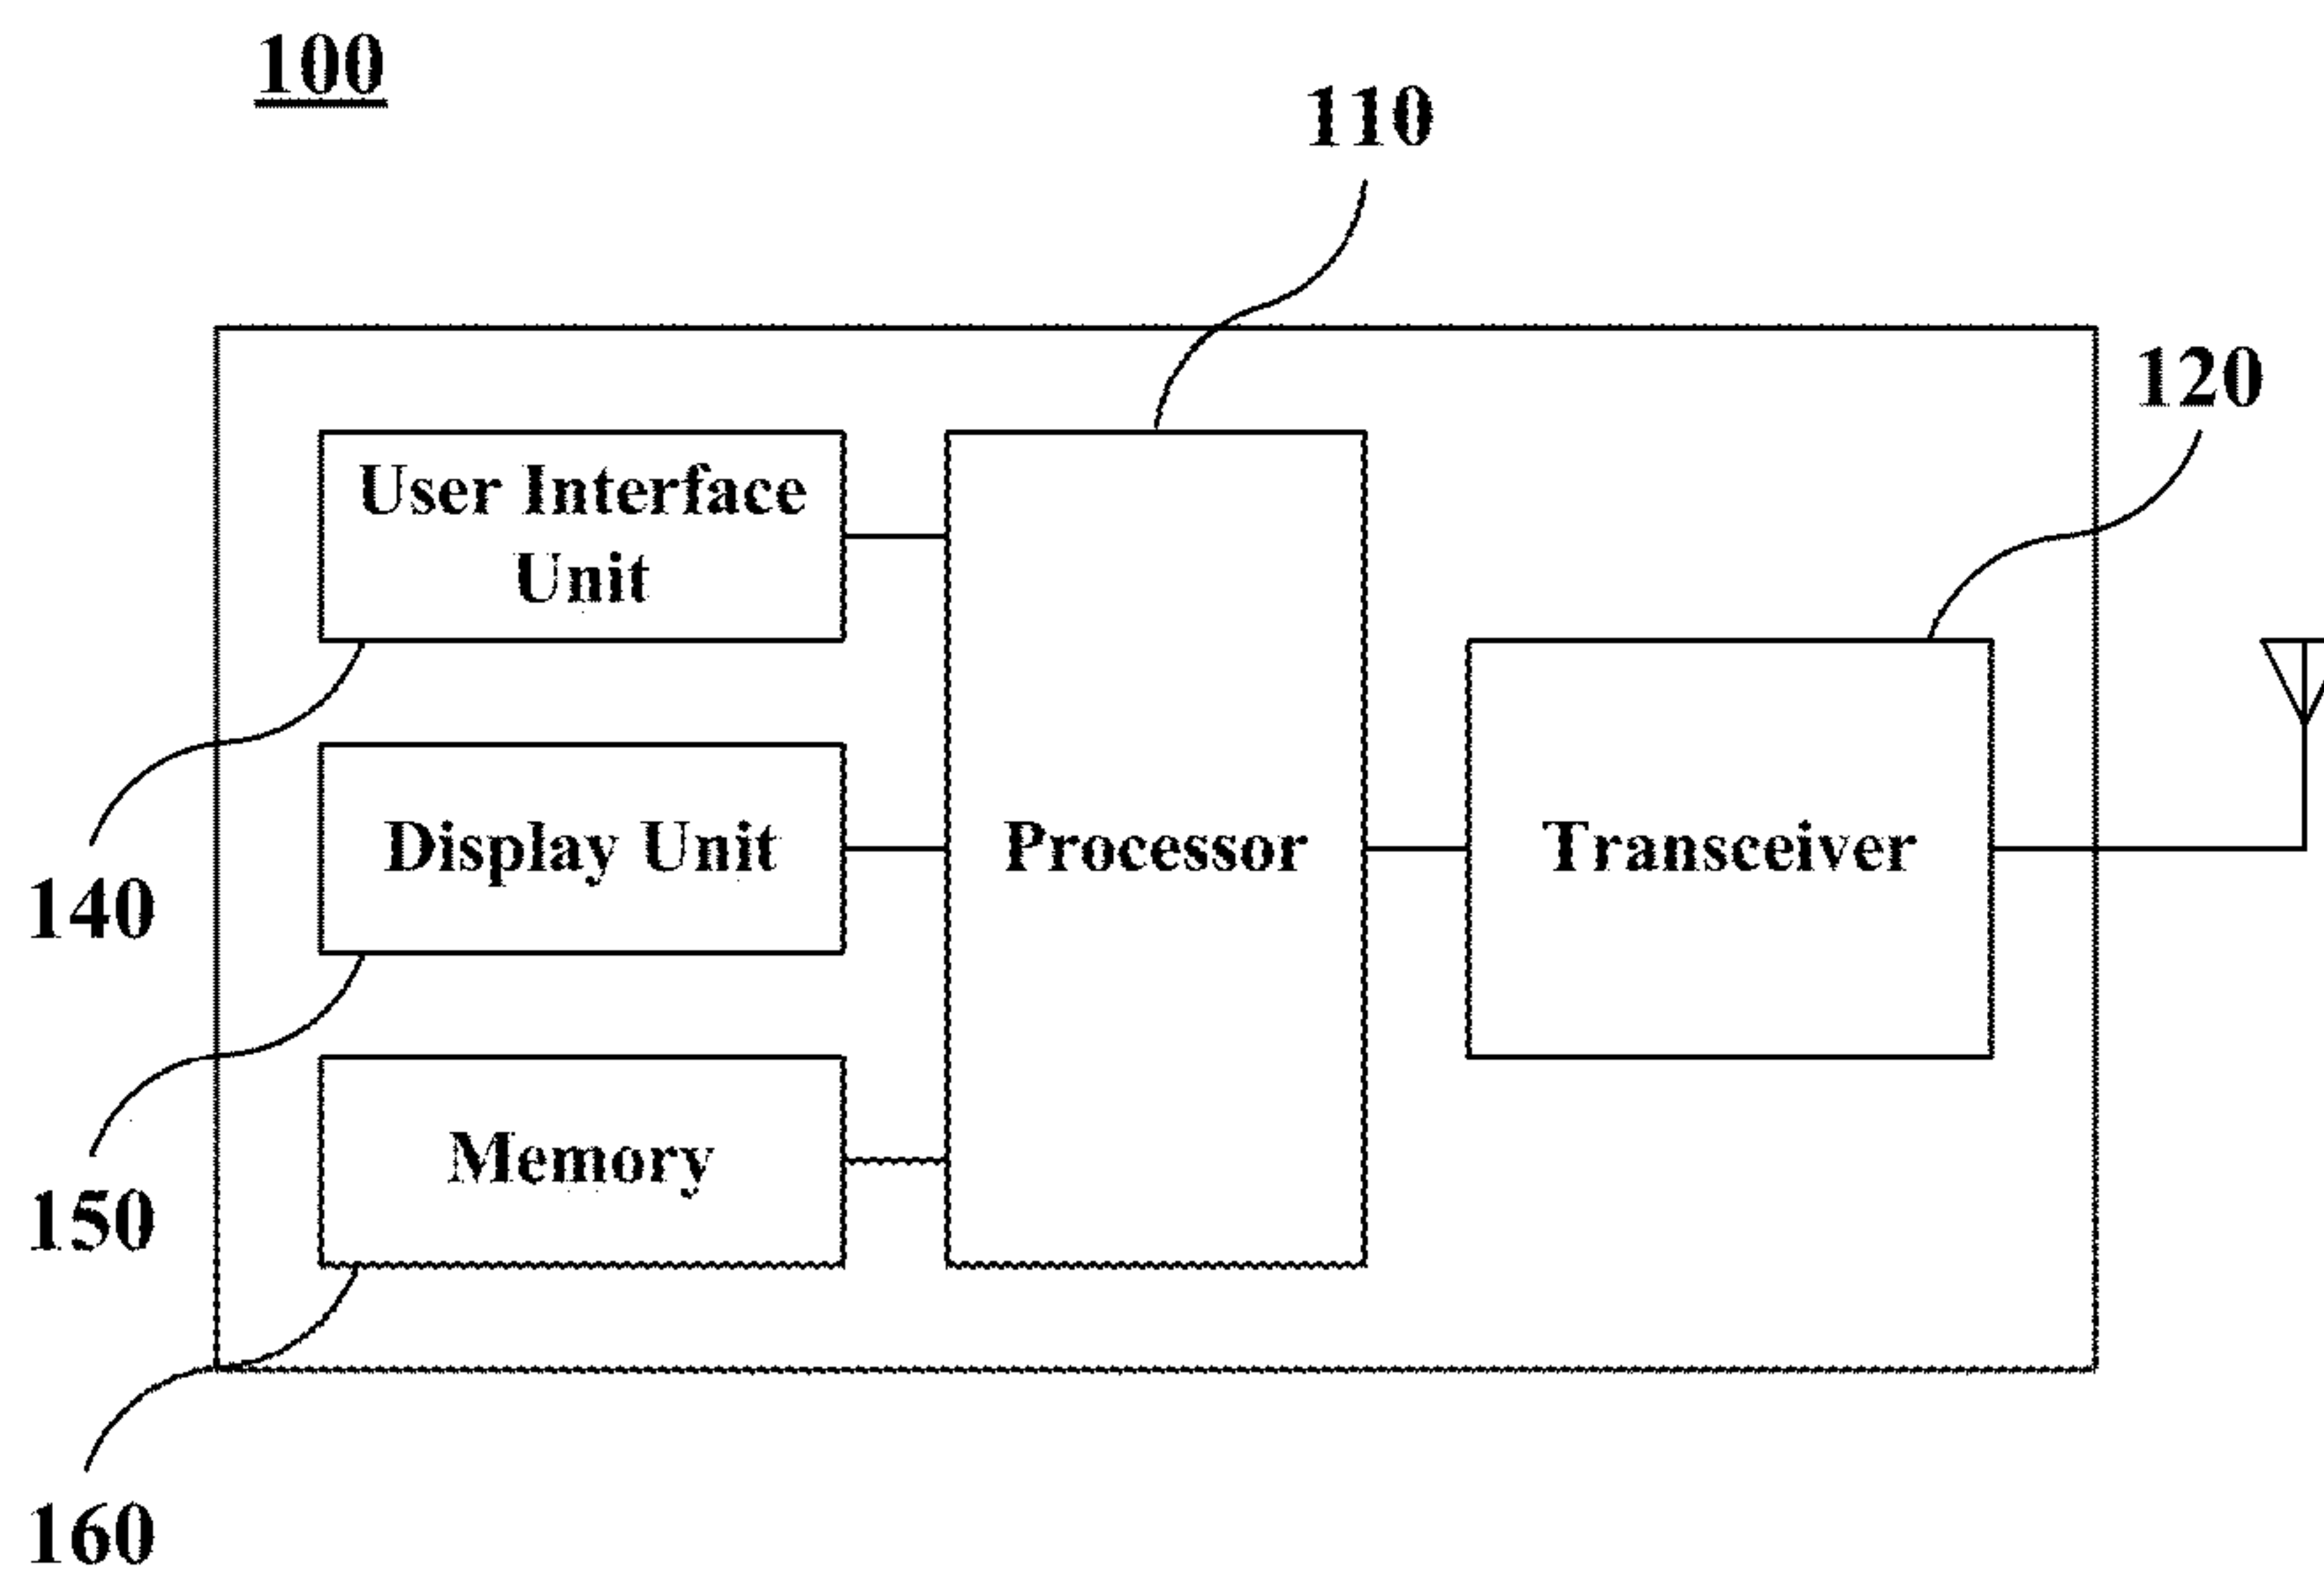 100
110
120
User Interface
Unit
140
Display Unit
Processor
Transceiver
150
Memory
160